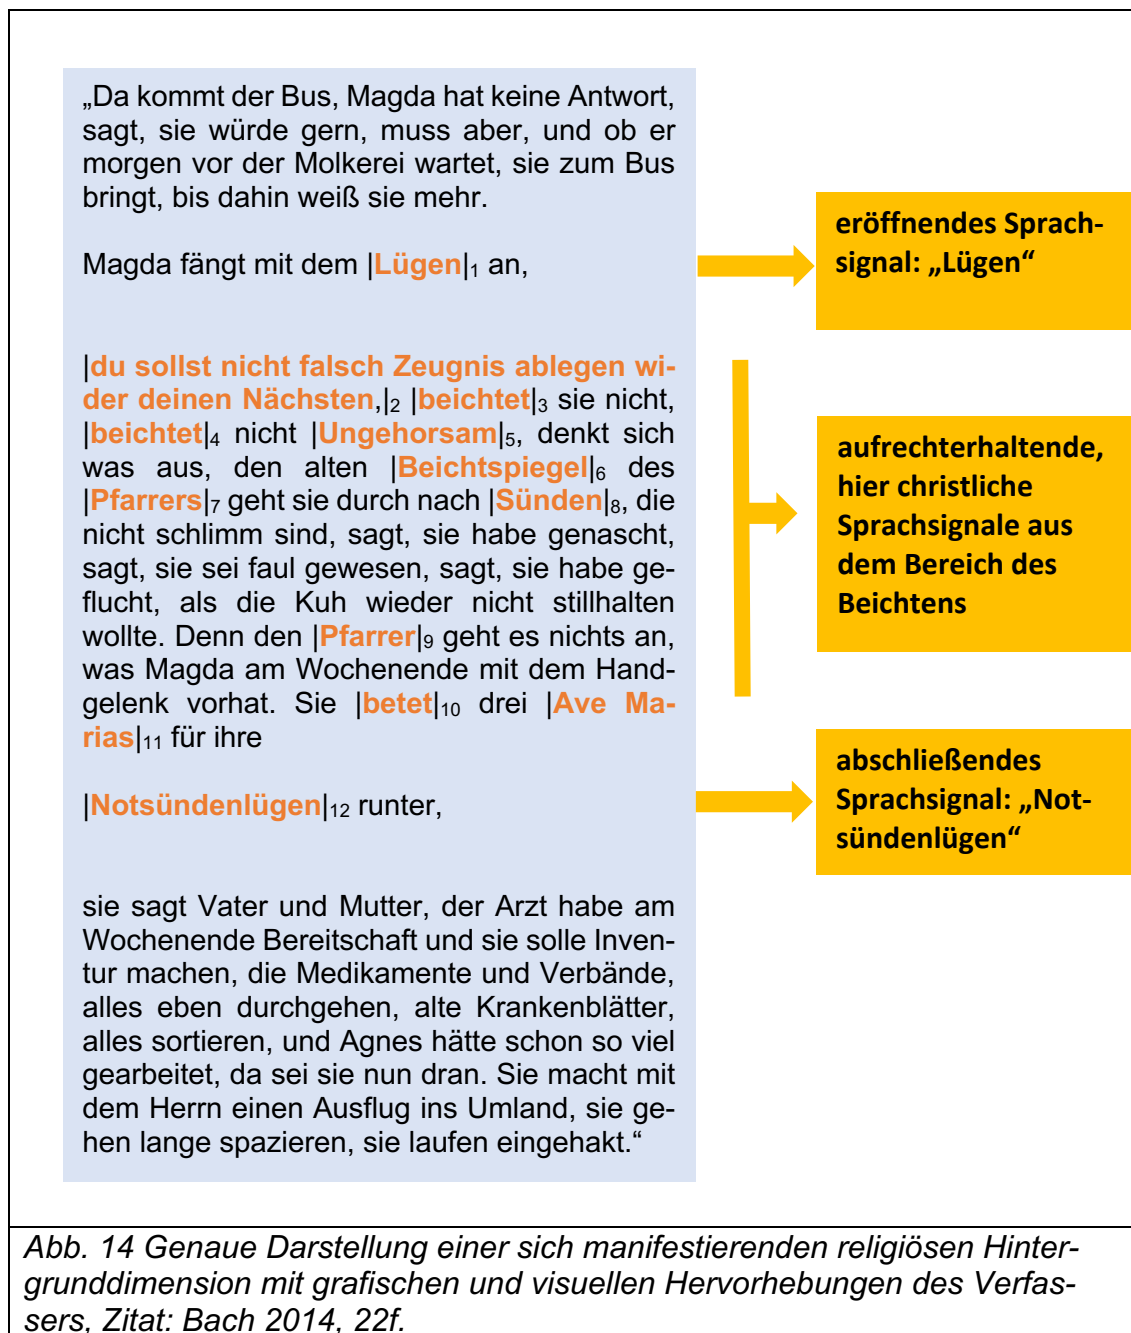 „Da kommt der Bus, Magda hat keine Antwort,
sagt, sie würde gern, muss aber, und ob er
morgen vor der Molkerei wartet, sie zum Bus
bringt, bis dahin weiß sie mehr.
Magda fängt mit dem |Lügen|₁ an,
|du sollst nicht falsch Zeugnis ablegen wi-
der deinen Nächsten,|₂ |beichtet|₃ sie nicht,
|beichtet|₄ nicht |Ungehorsam|₅, denkt sich
was aus, den alten |Beichtspiegel|₆ des
|Pfarrers|₇ geht sie durch nach |Sünden|₈, die
nicht schlimm sind, sagt, sie habe genascht,
sagt, sie sei faul gewesen, sagt, sie habe ge-
flucht, als die Kuh wieder nicht stillhalten
wollte. Denn den |Pfarrer|₉ geht es nichts an,
was Magda am Wochenende mit dem Hand-
gelenk vorhat. Sie |betet|₁₀ drei |Ave Ma-
rias|₁₁ für ihre
|Notsündenlügen|₁₂ runter,
sie sagt Vater und Mutter, der Arzt habe am
Wochenende Bereitschaft und sie solle Inven-
tur machen, die Medikamente und Verbände,
alles eben durchgehen, alte Krankenblätter,
alles sortieren, und Agnes hätte schon so viel
gearbeitet, da sei sie nun dran. Sie macht mit
dem Herrn einen Ausflug ins Umland, sie ge-
hen lange spazieren, sie laufen eingehakt.“
eröffnendes Sprach-
signal: „Lügen“
aufrechterhaltende,
hier christliche
Sprachsignale aus
dem Bereich des
Beichtens
abschließendes
Sprachsignal: „Not-
sündenlügen“
Abb. 14 Genaue Darstellung einer sich manifestierenden religiösen Hinter-
grunddimension mit grafischen und visuellen Hervorhebungen des Verfas-
sers, Zitat: Bach 2014, 22f.